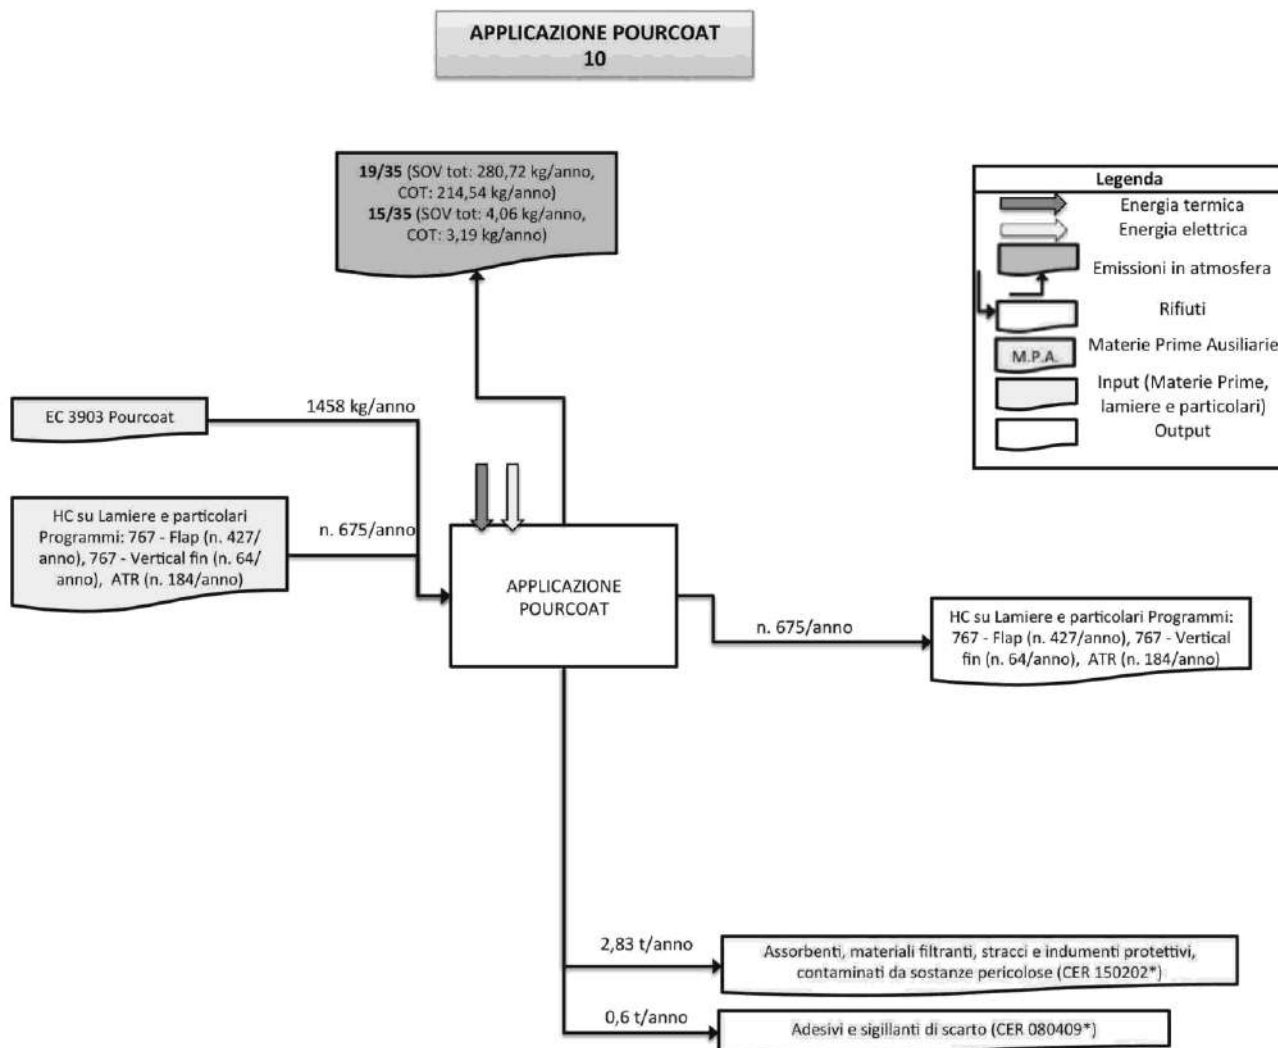 APPLICAZIONE POURCOAT
10
19/35 (SOV tot: 280,72 kg/anno,
COT: 214,54 kg/anno)
15/35 (SOV tot: 4,06 kg/anno,
COT: 3,19 kg/anno)
Legenda
Energia termica
Energia elettrica
Emissioni in atmosfera
Rifiuti
M.P.A.
Materie Prime Ausiliarie
Input (Materie Prime,
lamiere e particolari)
Output
EC 3903 Pourcoat
1458 kg/anno
HC su Lamiere e particolari
Programmi: 767 - Flap (n. 427/
anno), 767 - Vertical fin (n. 64/
anno), ATR (n. 184/anno)
n. 675/anno
APPLICAZIONE
POURCOAT
n. 675/anno
HC su Lamiere e particolari Programmi:
767 - Flap (n. 427/anno), 767 - Vertical
fin (n. 64/anno), ATR (n. 184/anno)
2,83 t/anno
Assorbenti, materiali filtranti, stracci e indumenti protettivi,
contaminati da sostanze pericolose (CER 150202*)
0,6 t/anno
Adesivi e sigillanti di scarto (CER 080409*)